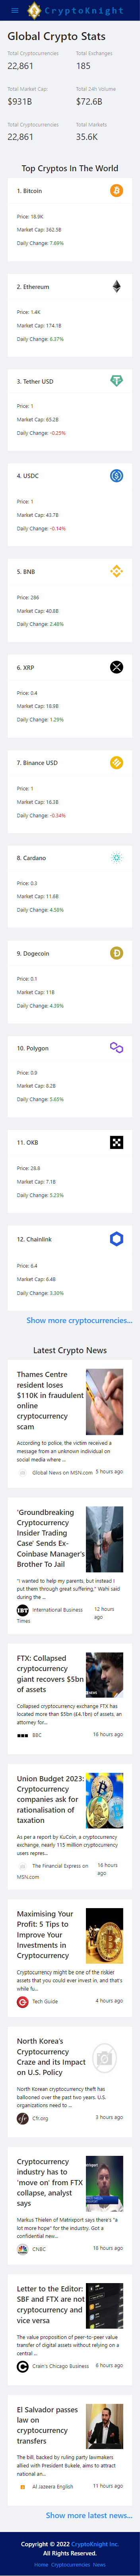 CryptoKnight
Global Crypto Stats
Total Cryptocurrencies
22,861
Total Exchanges
185
Total Market Cap:
$931B
Total 24h Volume
$72.6B
Total Cryptocurrencies
22,861
Total Markets
35.6K
Top Cryptos In The World
1. Bitcoin
Price: 18.9K
Market Cap: 362.5B
Daily Change: 7.69%
2. Ethereum
Price: 1.4K
Market Cap: 174.1B
Daily Change: 6.37%
3. Tether USD
Price: 1
Market Cap: 65.2B
Daily Change: -0.25%
4. USDC
Price: 1
Market Cap: 43.7B
Daily Change: -0.14%
5. BNB
Price: 286
Market Cap: 40.8B
Daily Change: 2.46%
6. XRP
Price: 0.4
Market Cap: 18.9B
Daily Change: 1.29%
7. Binance USD
Price: 1
Market Cap: 16.3B
Daily Change: -0.34%
8. Cardano
Price: 0.3
Market Cap: 11.6B
Daily Change: 4.58%
9. Dogecoin
Price: 0.1
Market Cap: 11B
Daily Change: 4.39%
10. Polygon
Price: 0.9
Market Cap: 8.2B
Daily Change: 5.65%
11. OKB
Price: 28.8
Market Cap: 7.1B
Daily Change: 5.23%
12. Chainlink
Price: 6.4
Market Cap: 6.4B
Daily Change: 3.30%
Show more cryptocurrencies...
Latest Crypto News
Thames Centre
resident loses
$110K in fraudulent
online
cryptocurrency
scam
According to police, the victim received a
message from an unknown individual on
social media where ...
Global News on MSN.com
5 hours ago
'Groundbreaking
Cryptocurrency
Insider Trading
Case' Sends Ex-
Coinbase Manager's
Brother To Jail
"I wanted to help my parents, but instead I
put them through great suffering," Wahi said
during the ...
IBT
International Business
Times
12 hours
ago
FTX: Collapsed
cryptocurrency
giant recovers $5bn
of assets
Collapsed cryptocurrency exchange FTX has
located more than $5bn (£4.1bn) of assets, an
attorney for...
BBC
16 hours ago
Union Budget 2023:
Cryptocurrency
companies ask for
rationalisation of
taxation
As per a report by KuCoin, a cryptocurrency
exchange, nearly 115 million cryptocurrency
users repres...
The Financial Express on
MSN.com
16 hours
ago
Maximising Your
Profit: 5 Tips to
Improve Your
Investments in
Cryptocurrency
Cryptocurrency might be one of the riskier
assets that you could ever invest in, and that's
while fu...
Tech Guide
4 hours ago
North Korea's
Cryptocurrency
Craze and its Impact
on U.S. Policy
North Korean cryptocurrency theft has
ballooned over the past two years. U.S.
organizations need to ...
Cfr.org
3 hours ago
Cryptocurrency
industry has to
'move on' from FTX
collapse, analyst
says
Markus Thielen of Matrixport says there's "a
lot more hope" for the industry. Got a
confidential new...
CNBC
18 hours ago
Letter to the Editor:
SBF and FTX are not
cryptocurrency and
vice versa
The value proposition of peer-to-peer value
transfer of digital assets without relying on a
central ...
Crain's Chicago Business
6 hours ago
El Salvador passes
law on
cryptocurrency
transfers
The bill, backed by ruling party lawmakers
allied with President Bukele, aims to attract
national an...
Al Jazeera English
11 hours ago
Show more latest news...
Copyright © 2022 CryptoKnight Inc.
All Rights Reserved.
Home Cryptocurrencies News